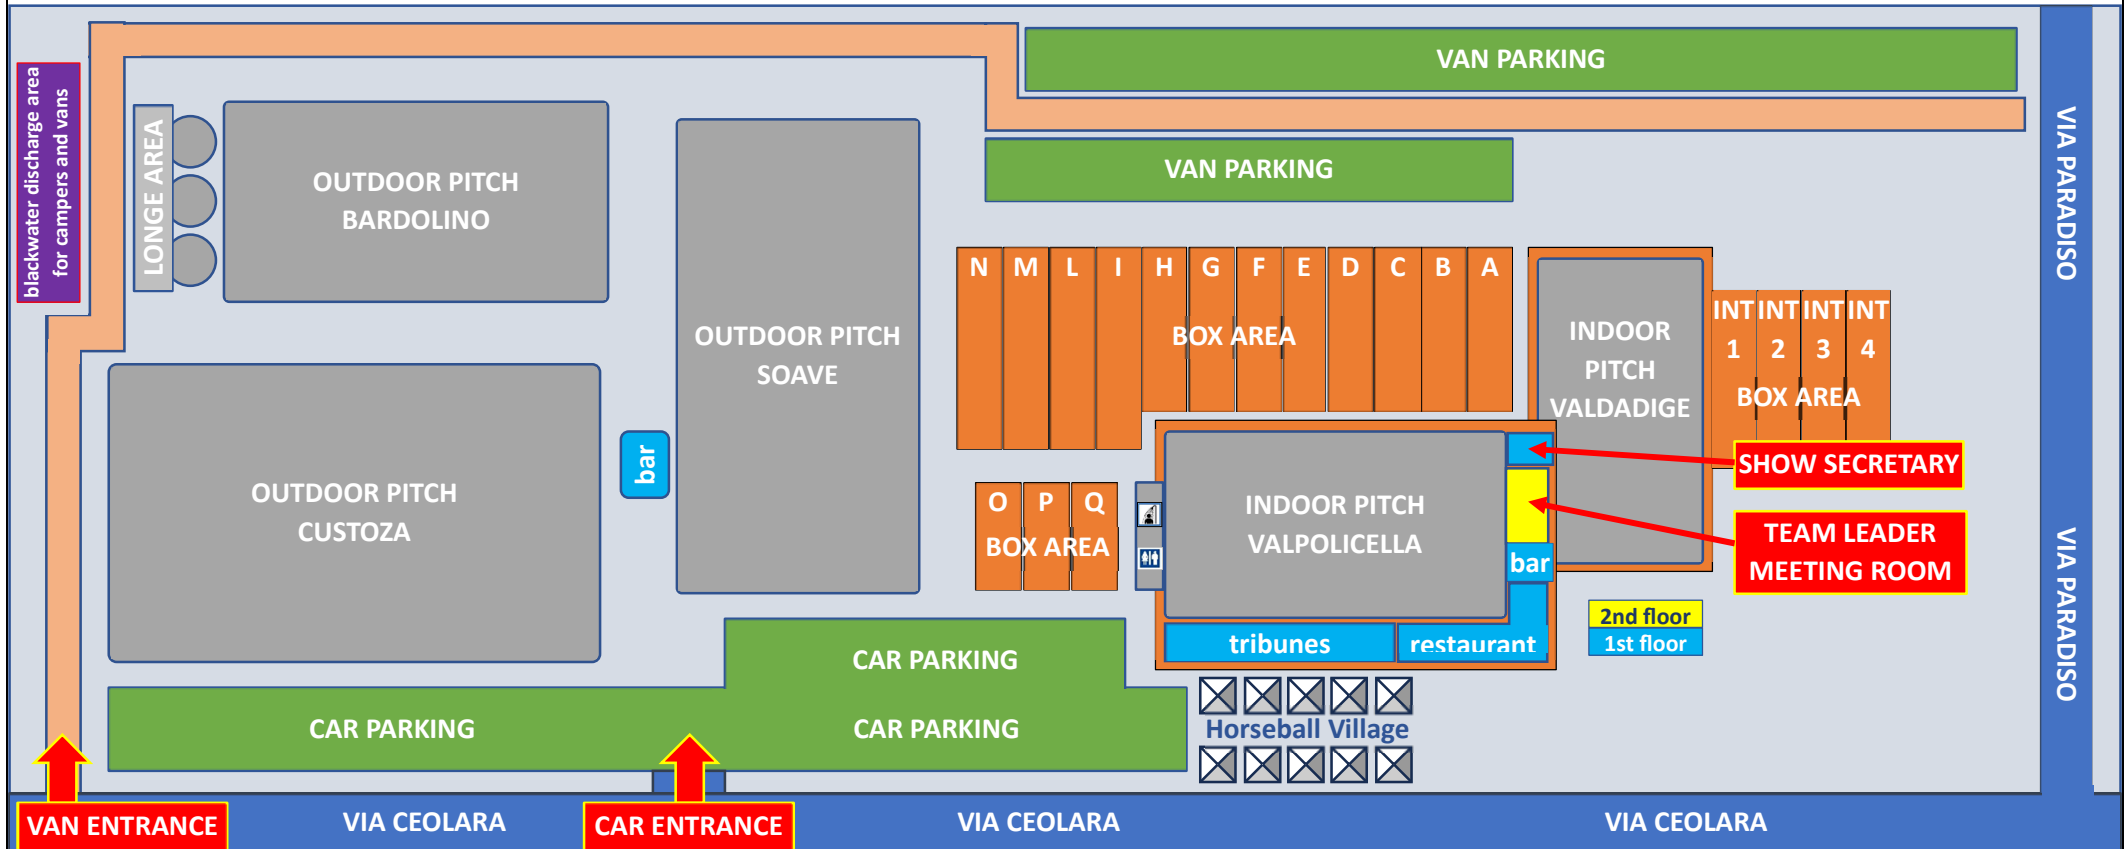 VAN PARKING
VAN PARKING
blackwater discharge area
for campers and vans
LONGE AREA
OUTDOOR PITCH
BARDOLINO
OUTDOOR PITCH
SOAVE
OUTDOOR PITCH
CUSTOZA
bar
N M L I H G F E D C B A
BOX AREA
INDOOR
PITCH
VALDADIGE
INT INT INT INT
1 2 3 4
BOX AREA
O P Q
BOX AREA
INDOOR PITCH
VALPOLICELLA
bar
tribunes
restaurant
SHOW SECRETARY
TEAM LEADER
MEETING ROOM
2nd floor
1st floor
CAR PARKING
CAR PARKING
CAR PARKING
Horseball Village
VAN ENTRANCE
VIA CEOLARA
CAR ENTRANCE
VIA CEOLARA
VIA CEOLARA
VIA PARADISO
VIA PARADISO